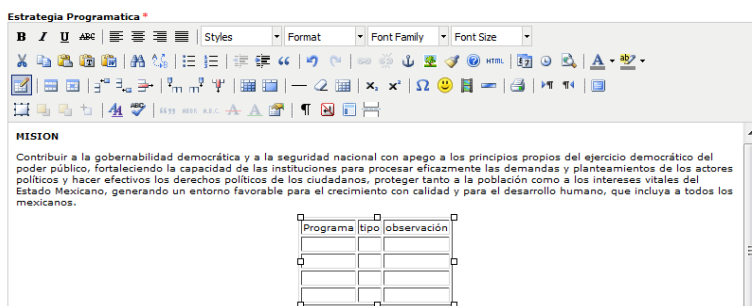 Estrategia Programatica *
B I U ABC Styles Format Font Family Font Size
HTML
MISION
Contribuir a la gobernabilidad democrática y a la seguridad nacional con apego a los principios propios del ejercicio democrático del
poder público, fortaleciendo la capacidad de las instituciones para procesar eficazmente las demandas y planteamientos de los actores
políticos y hacer efectivos los derechos políticos de los ciudadanos, proteger tanto a la población como a los intereses vitales del
Estado Mexicano, generando un entorno favorable para el crecimiento con calidad y para el desarrollo humano, que incluya a todos los
mexicanos.
Programa tipo observación